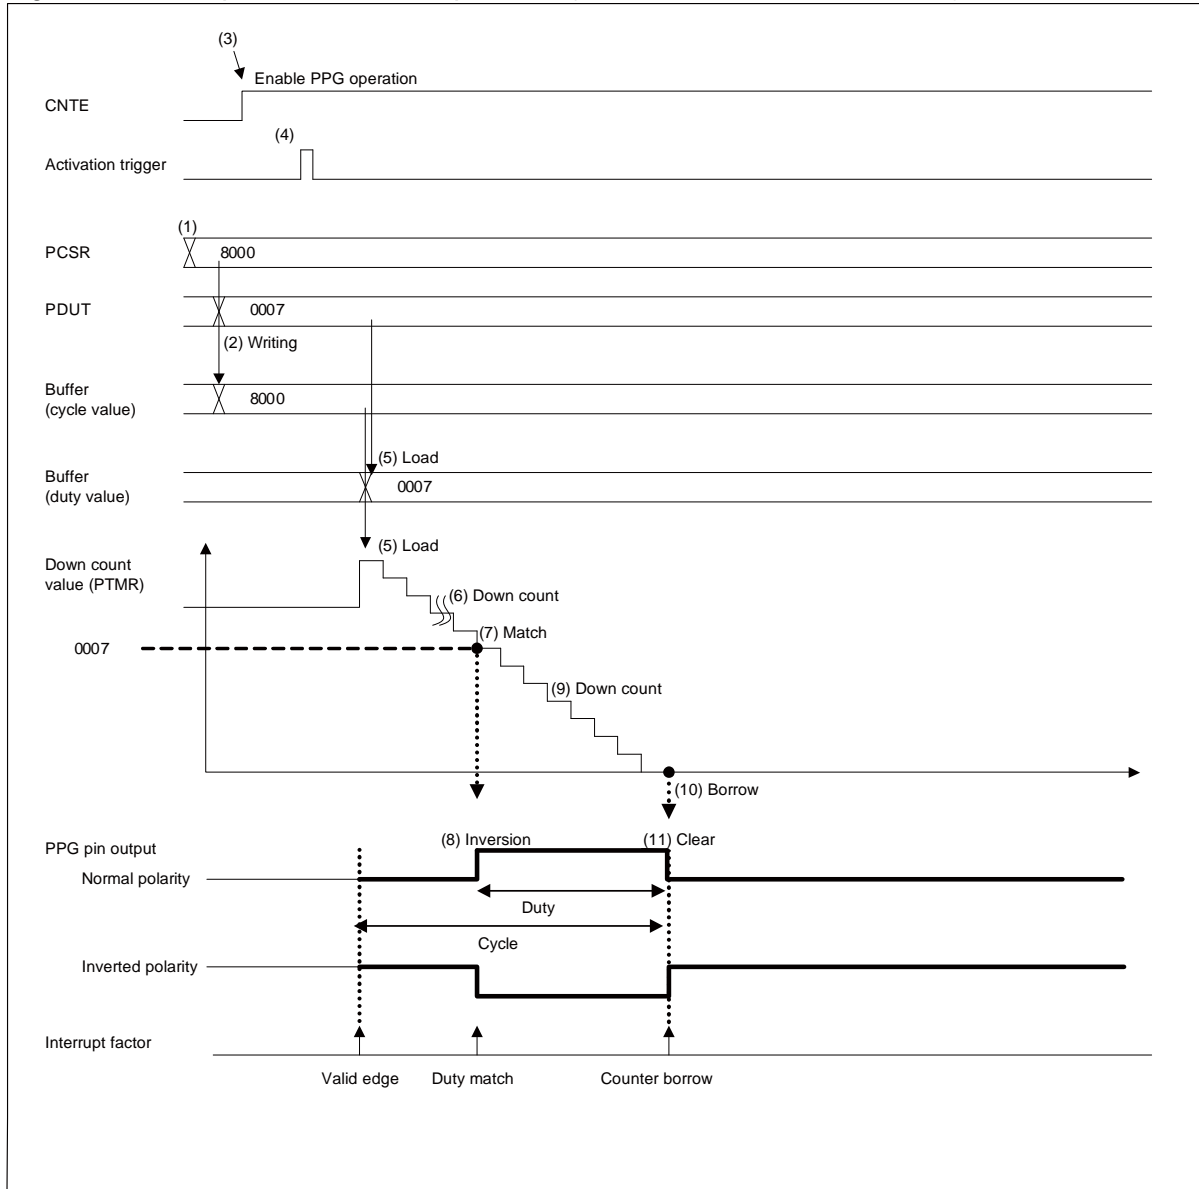 (3)
Enable PPG operation
CNTE
(4)
Activation trigger
(1)
PCSR
8000
PDUT
0007
(2) Writing
Buffer
(cycle value)
8000
(5) Load
Buffer
(duty value)
0007
(5) Load
Down count
value (PTMR)
(6) Down count
(7) Match
0007
(9) Down count
(10) Borrow
(8) Inversion
(11) Clear
PPG pin output
Normal polarity
Duty
Cycle
Inverted polarity
Interrupt factor
Valid edge
Duty match
Counter borrow